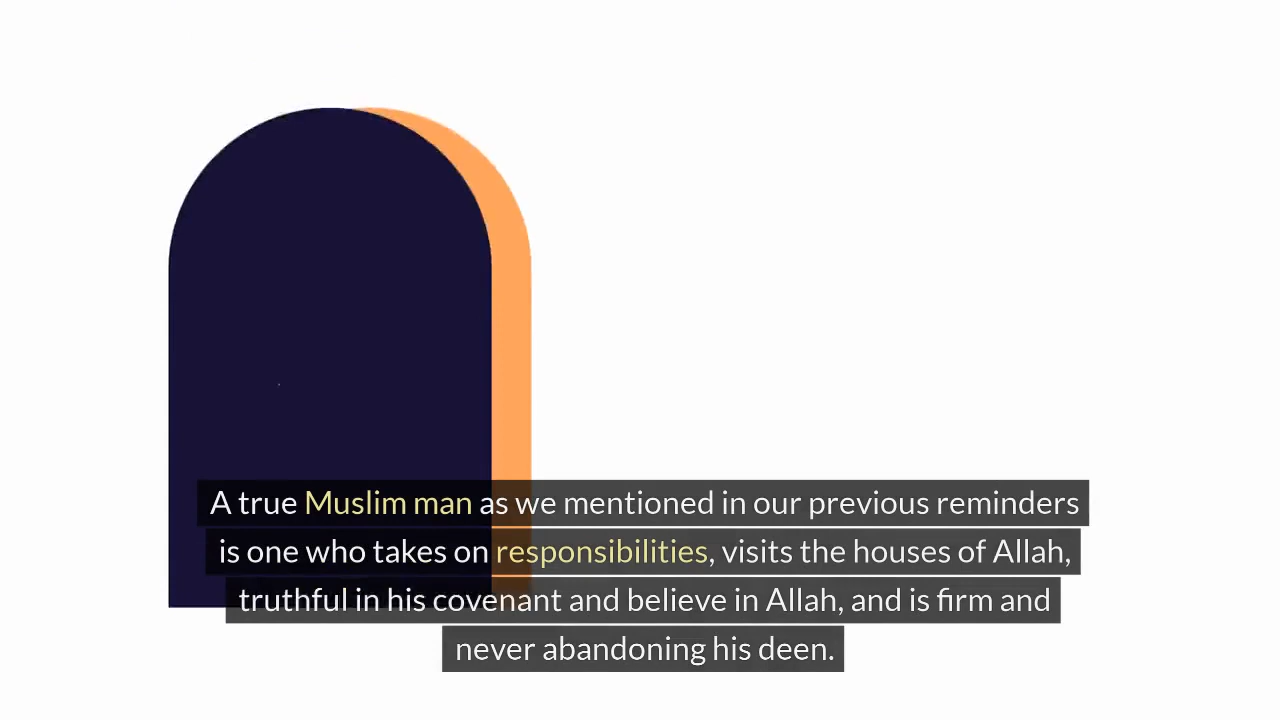 A true Muslim man as we mentioned in our previous reminders
is one who takes on responsibilities, visits the houses of Allah,
truthful in his covenant and believe in Allah, and is firm and
never abandoning his deen.